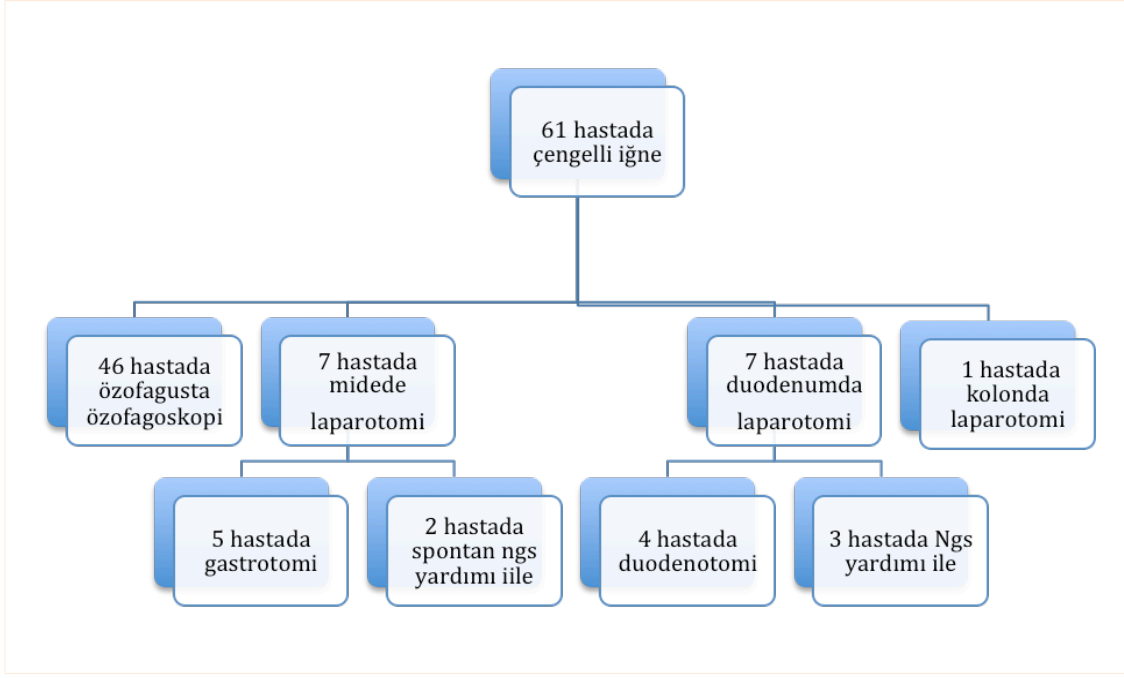 61 hastada
çengelli iğne
46 hastada
özofagusta
özofagoskopi
7 hastada
midede
laparotomi
7 hastada
duodenumda
laparotomi
1 hastada
kolonda
laparotomi
5 hastada
gastrotomi
2 hastada
spontan ngs
yardımı iile
4 hastada
duodenotomi
3 hastada Ngs
yardımı ile